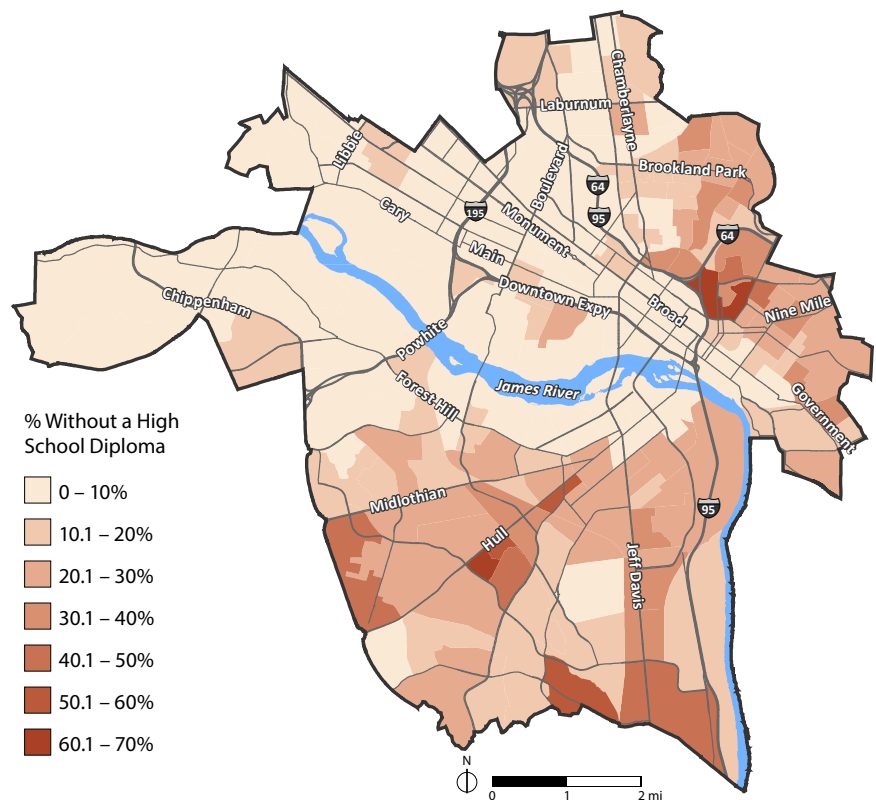 Chamberlayne
Laburnum
Libbie
Boulevard
Brookland Park
64
95
Cary
195
Monument
64
Main
Chippenham
Downtown Expy
Broad
Nine Mile
Powhite
James River
Forest Hill
Government
% Without a High
School Diploma
0 – 10%
10.1 – 20%
20.1 – 30%
30.1 – 40%
40.1 – 50%
50.1 – 60%
60.1 – 70%
Midlothian
95
Hull
Jeff Davis
N
0 1 2 mi